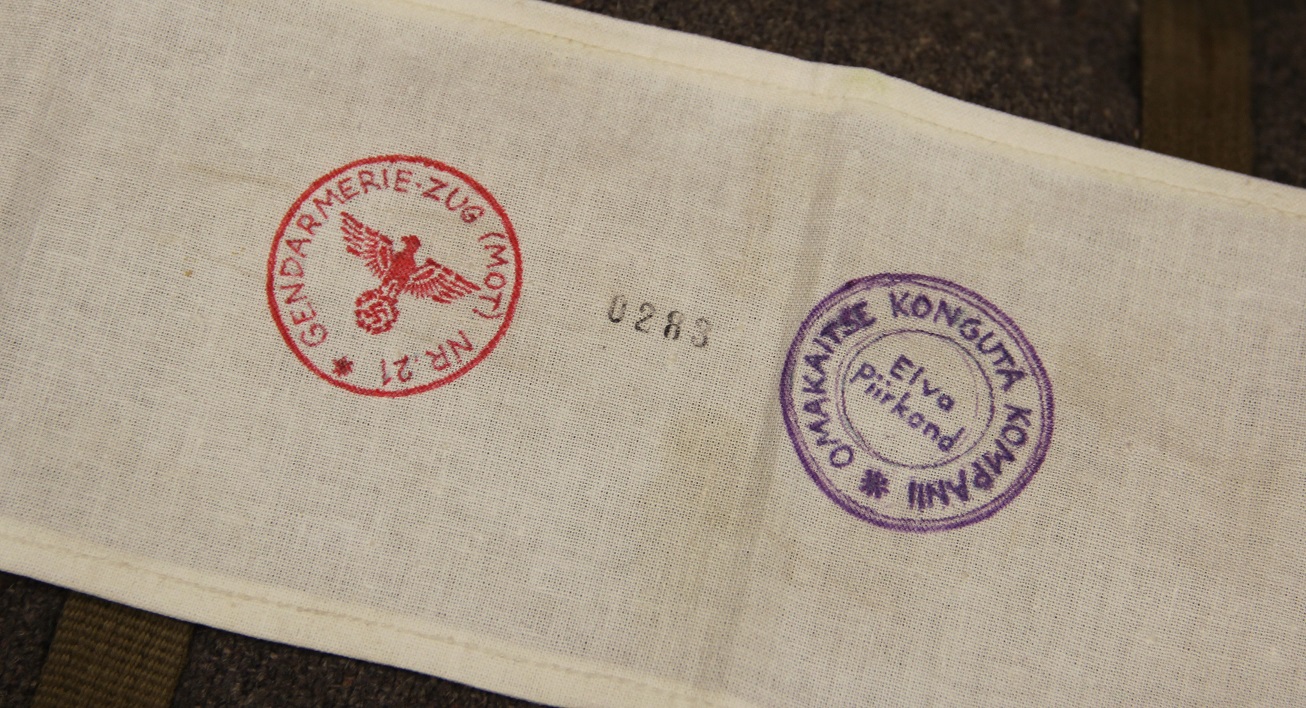 GENDARMERIE-ZUG (MOT) NR. 21 *
0283
OMAKAITSE KONGUTA KOMPANII *
Elva
Piirkond